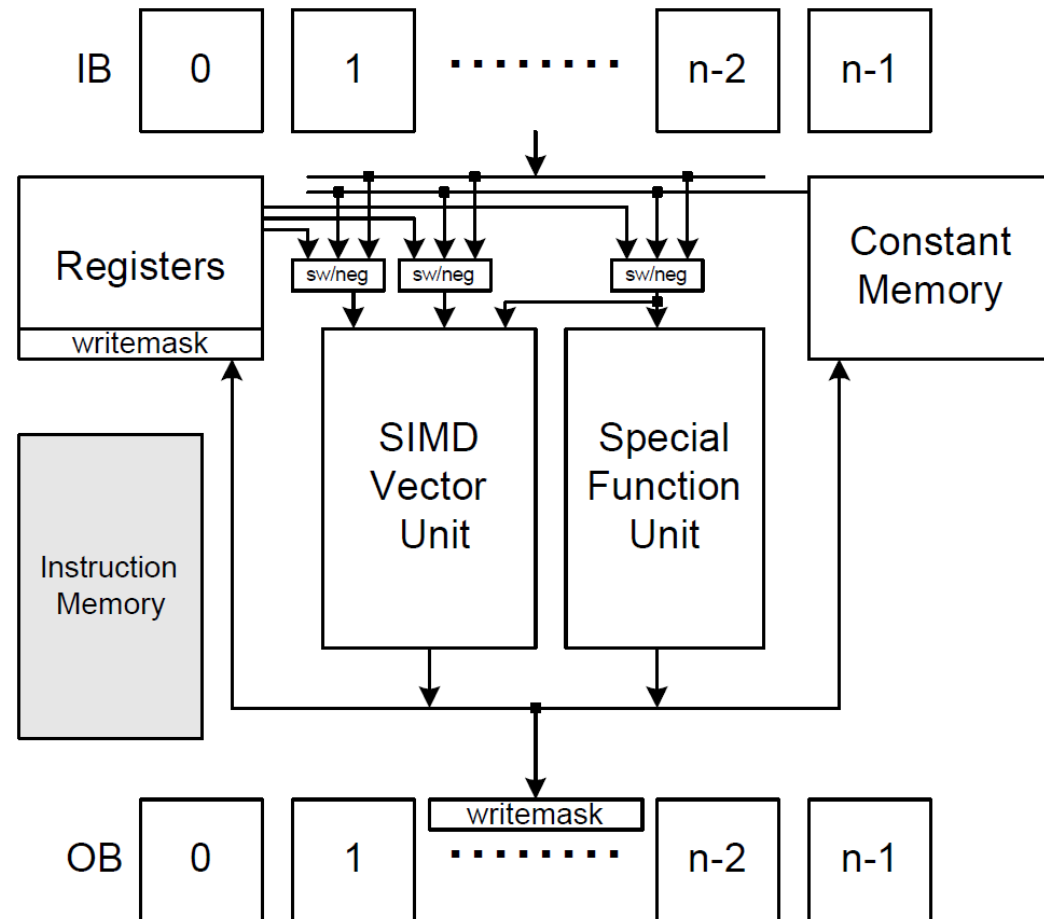 IB 0 1 ........ n-2 n-1
Registers
writemask
sw/neg sw/neg sw/neg
Constant
Memory
SIMD
Vector
Unit
Special
Function
Unit
Instruction
Memory
writemask
OB 0 1 ........ n-2 n-1